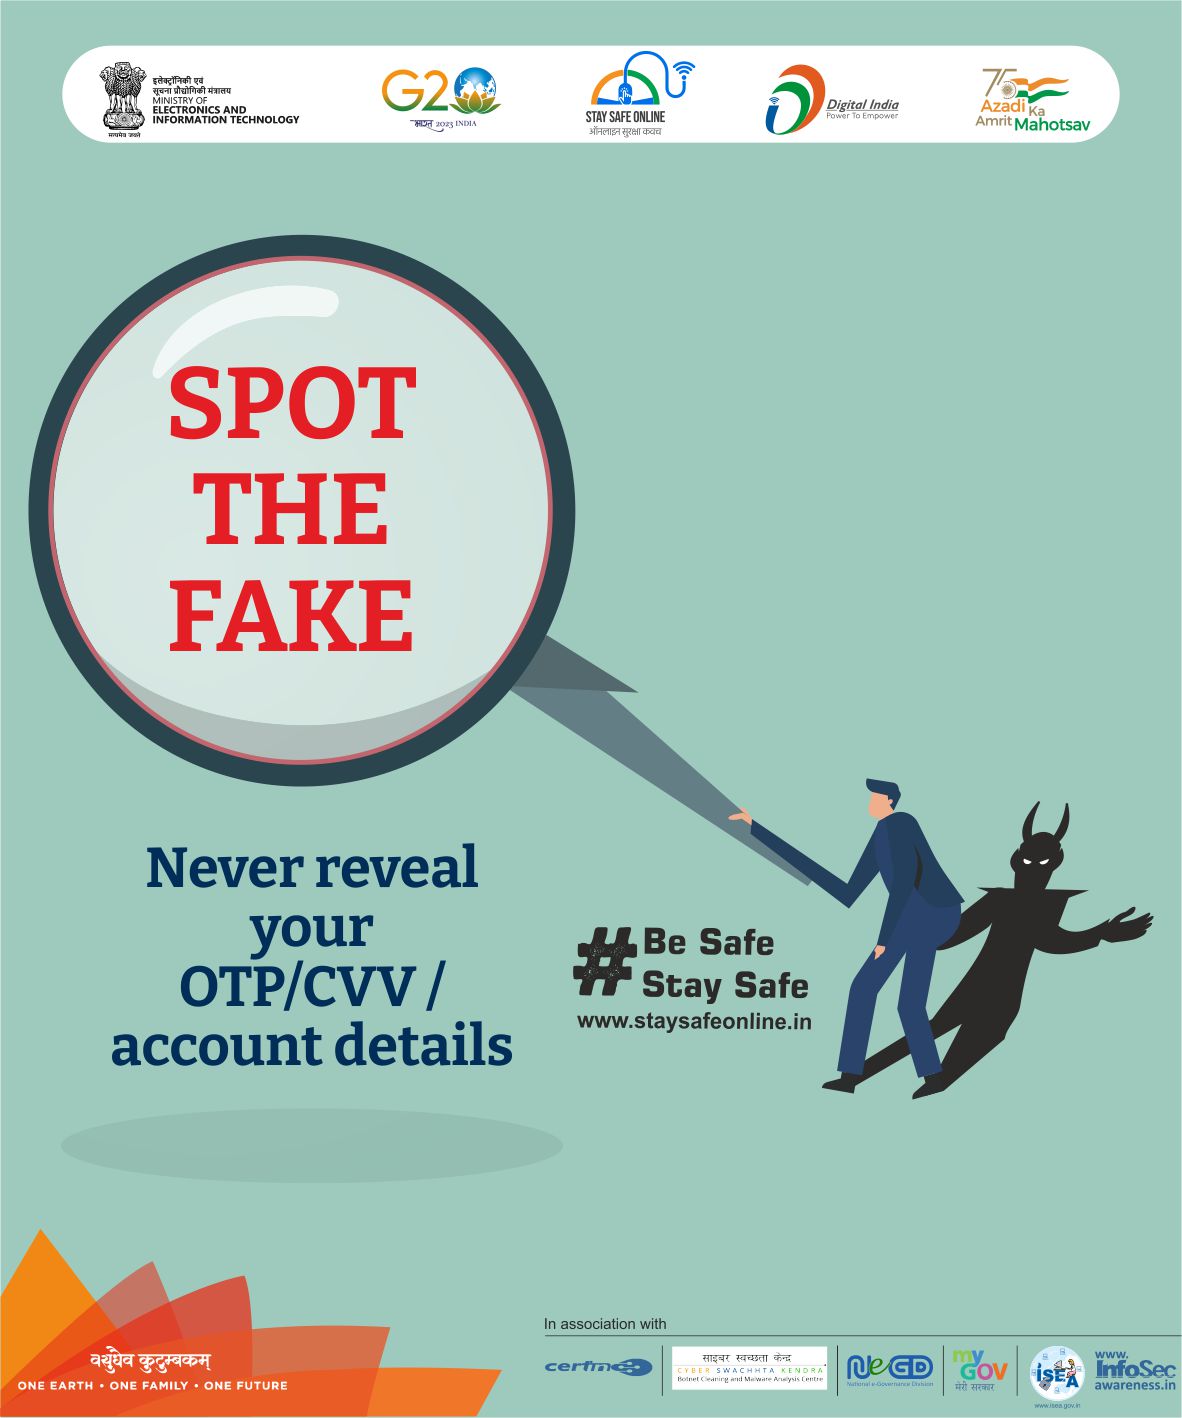 इलेक्ट्रॉनिकी एवं
सूचना प्रौद्योगिकी मंत्रालय
MINISTRY OF
ELECTRONICS AND
INFORMATION TECHNOLOGY
सत्यमेव जयते
G20
भारत 2023 INDIA
STAY SAFE ONLINE
ऑनलाइन सुरक्षा कवच
Digital India
Power To Empower
75
Azadi Ka
Amrit Mahotsav
SPOT
THE
FAKE
Never reveal
your
OTP/CVV /
account details
# Be Safe
Stay Safe
www.staysafeonline.in
वसुधैव कुटुम्बकम्
ONE EARTH • ONE FAMILY • ONE FUTURE
In association with
साइबर स्वच्छता केन्द्र
CYBER SWACHHTA KENDRA
Botnet Cleaning and Malware Analysis Centre
NeGD
National e-Governance Division
my
GOV
मेरी सरकार
ISEA
www.isea.gov.in
www.
InfoSec
awareness.in